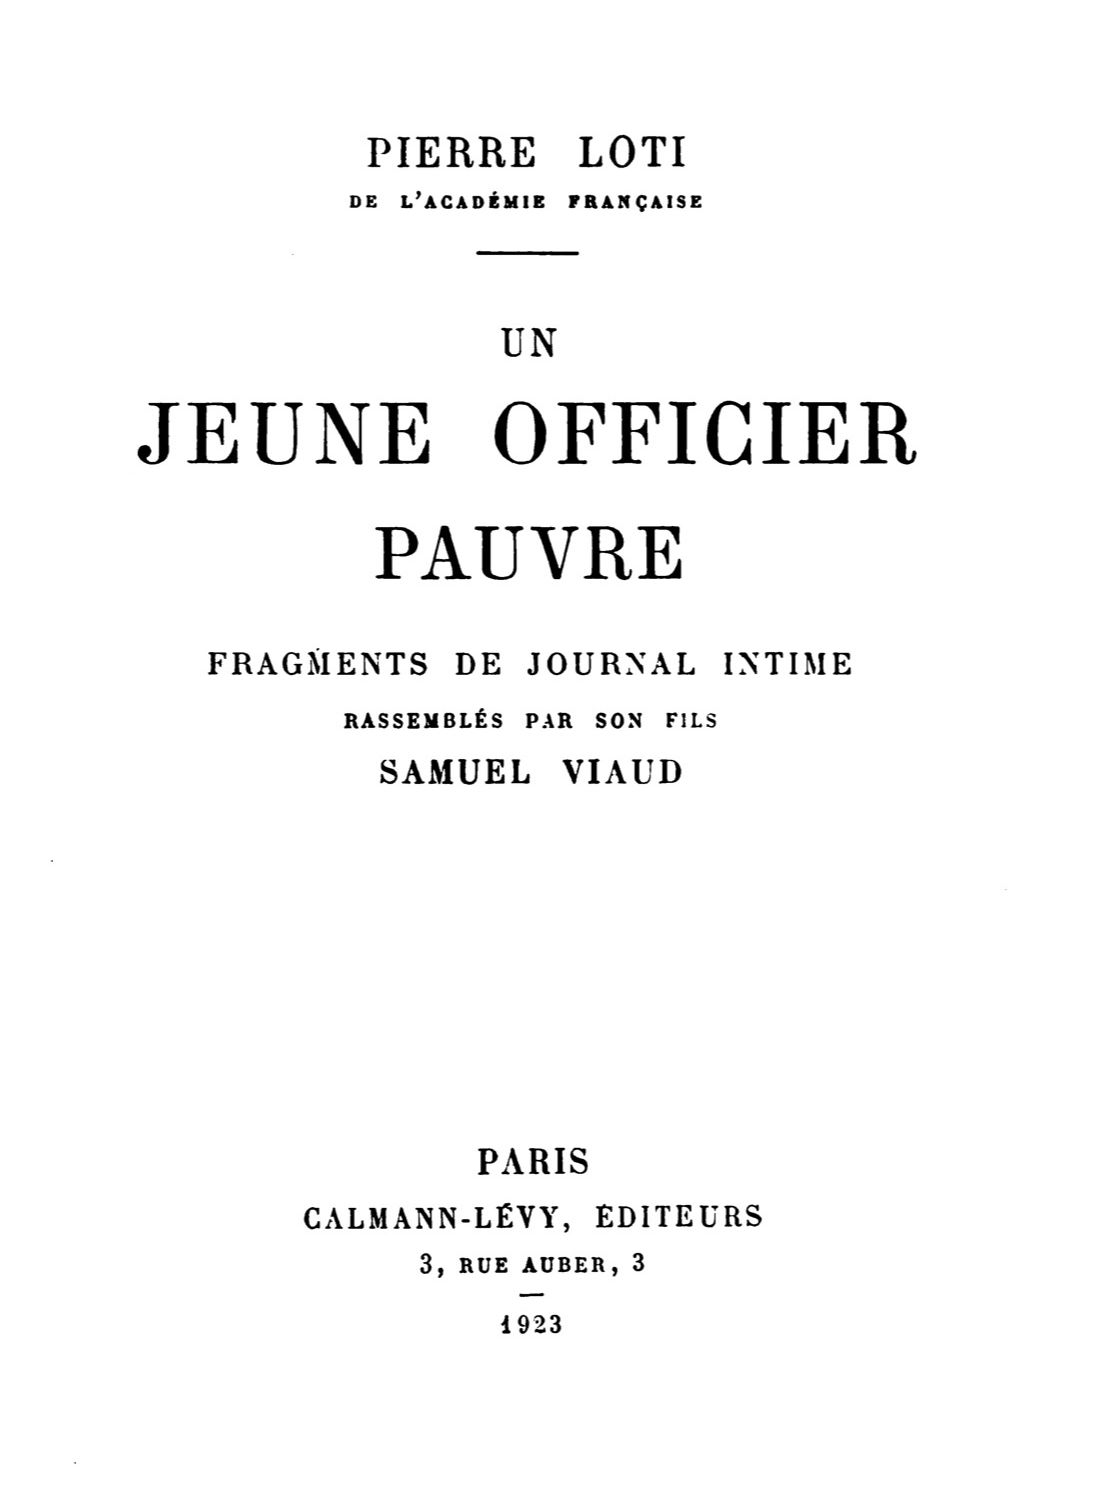 PIERRE LOTI
DE L'ACADÉMIE FRANÇAISE
UN
JEUNE OFFICIER
PAUVRE
FRAGMENTS DE JOURNAL INTIME
RASSEMBLÉS PAR SON FILS
SAMUEL VIAUD
PARIS
CALMANN-LÉVY, ÉDITEURS
3, RUE AUBER, 3
1923